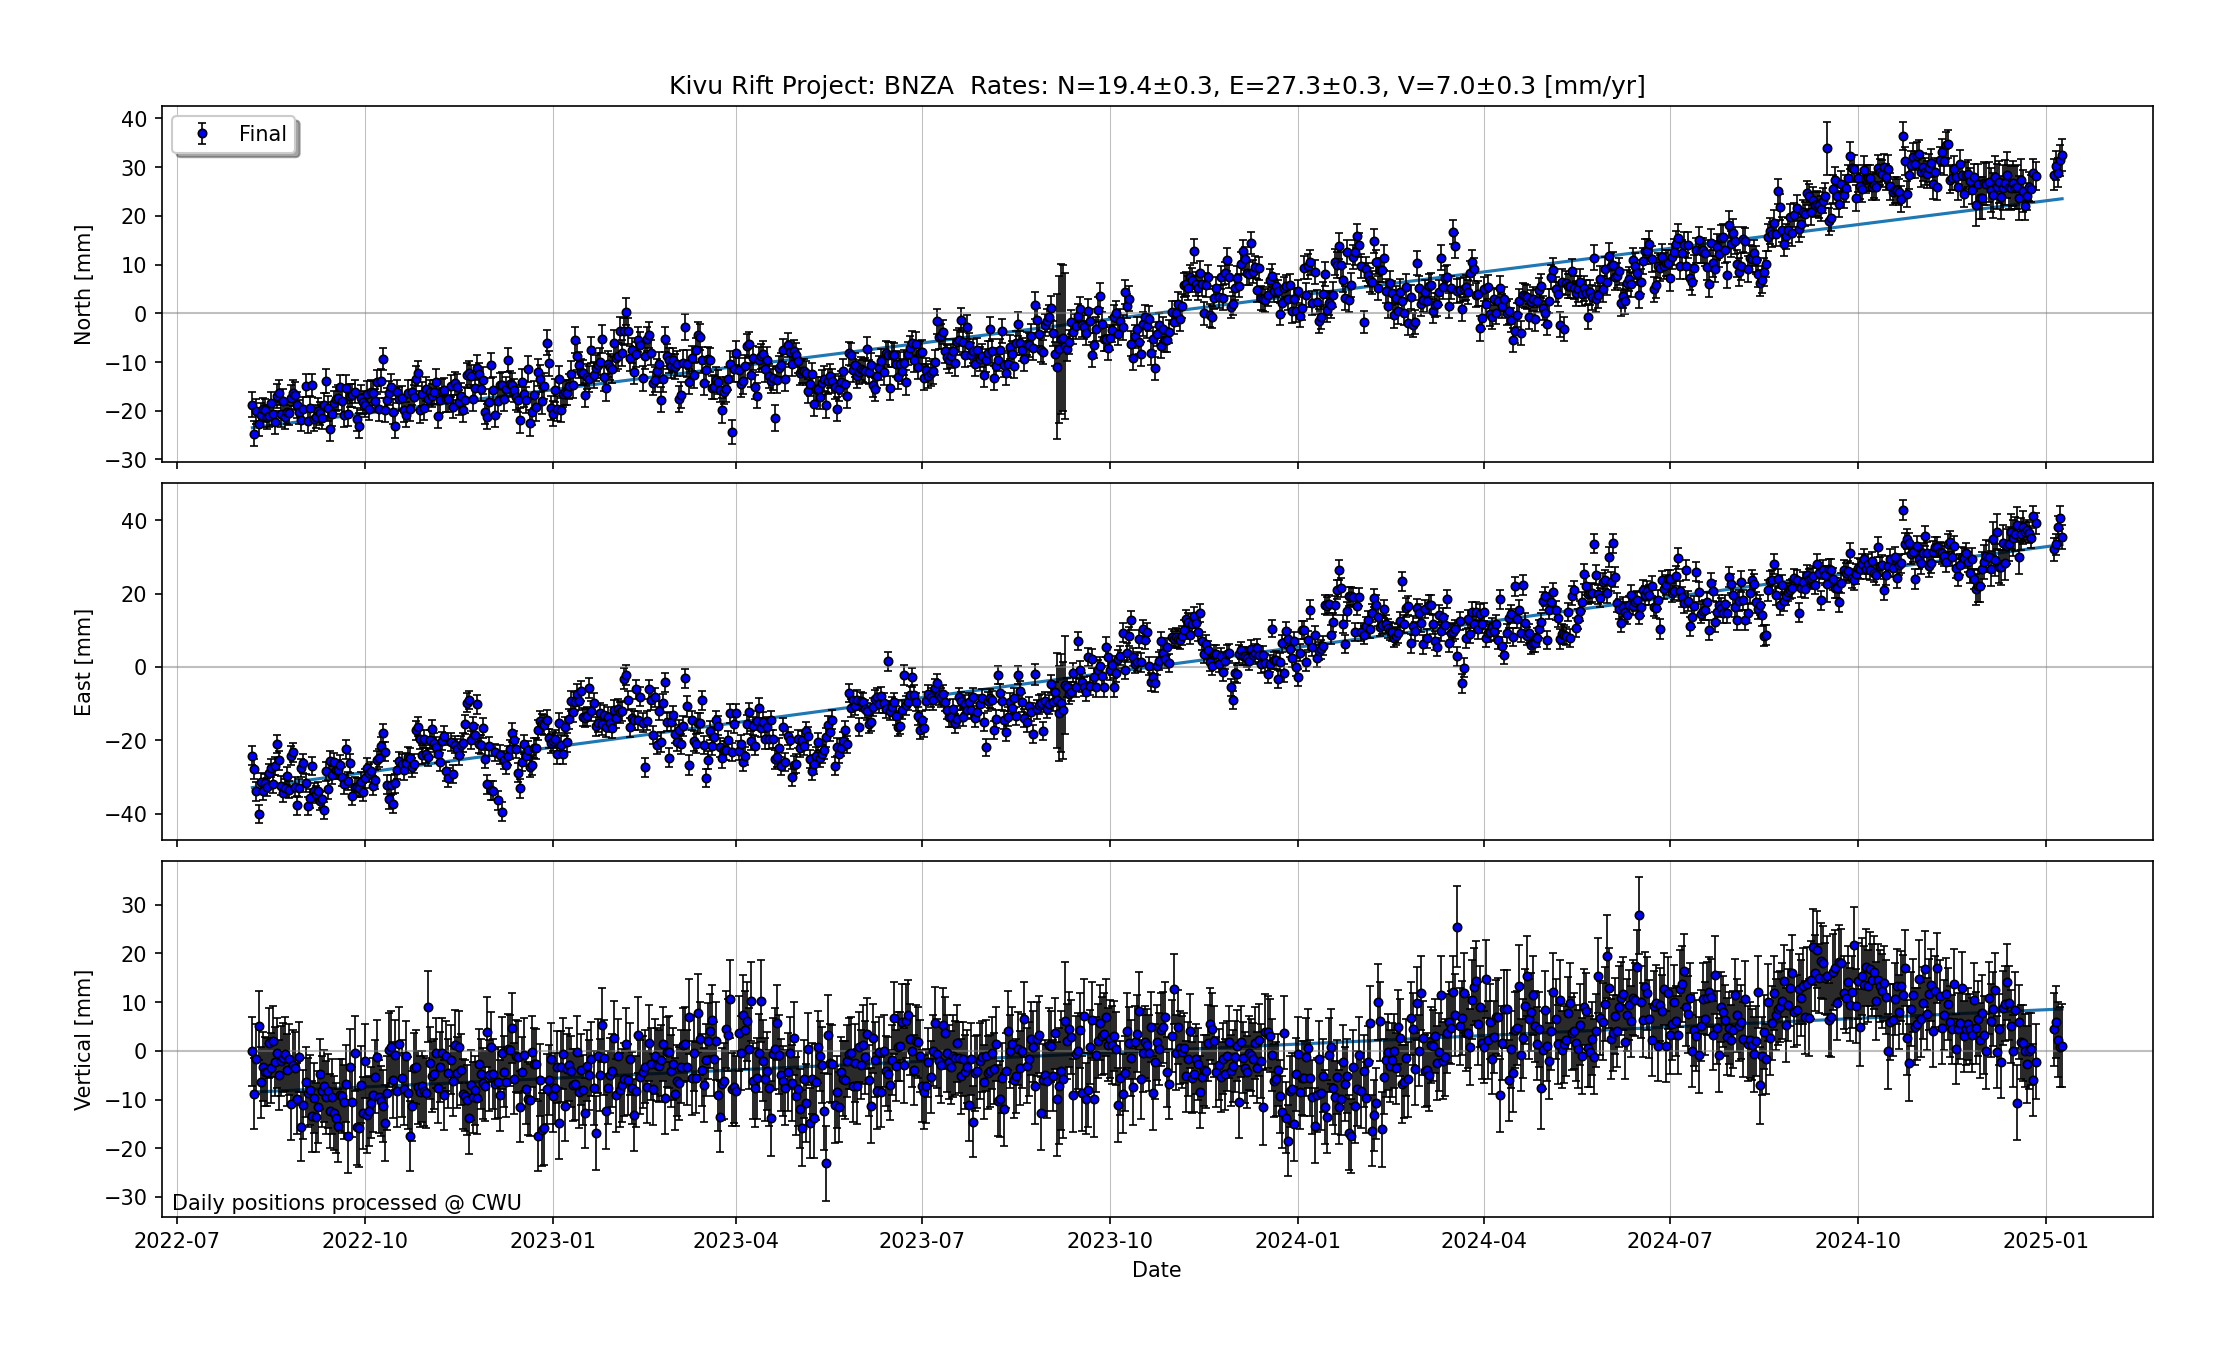 Kivu Rift Project: BNZA  Rates: N=19.4±0.3, E=27.3±0.3, V=7.0±0.3 [mm/yr]
Final
North [mm]
40
30
20
10
0
−10
−20
−30
East [mm]
40
20
0
−20
−40
Vertical [mm]
30
20
10
0
−10
−20
−30
Daily positions processed @ CWU
2022-07 2022-10 2023-01 2023-04 2023-07 2023-10 2024-01 2024-04 2024-07 2024-10 2025-01
Date